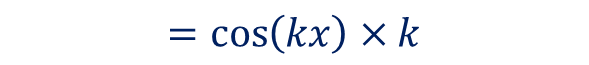 = cos(𝑘𝑥) × 𝑘